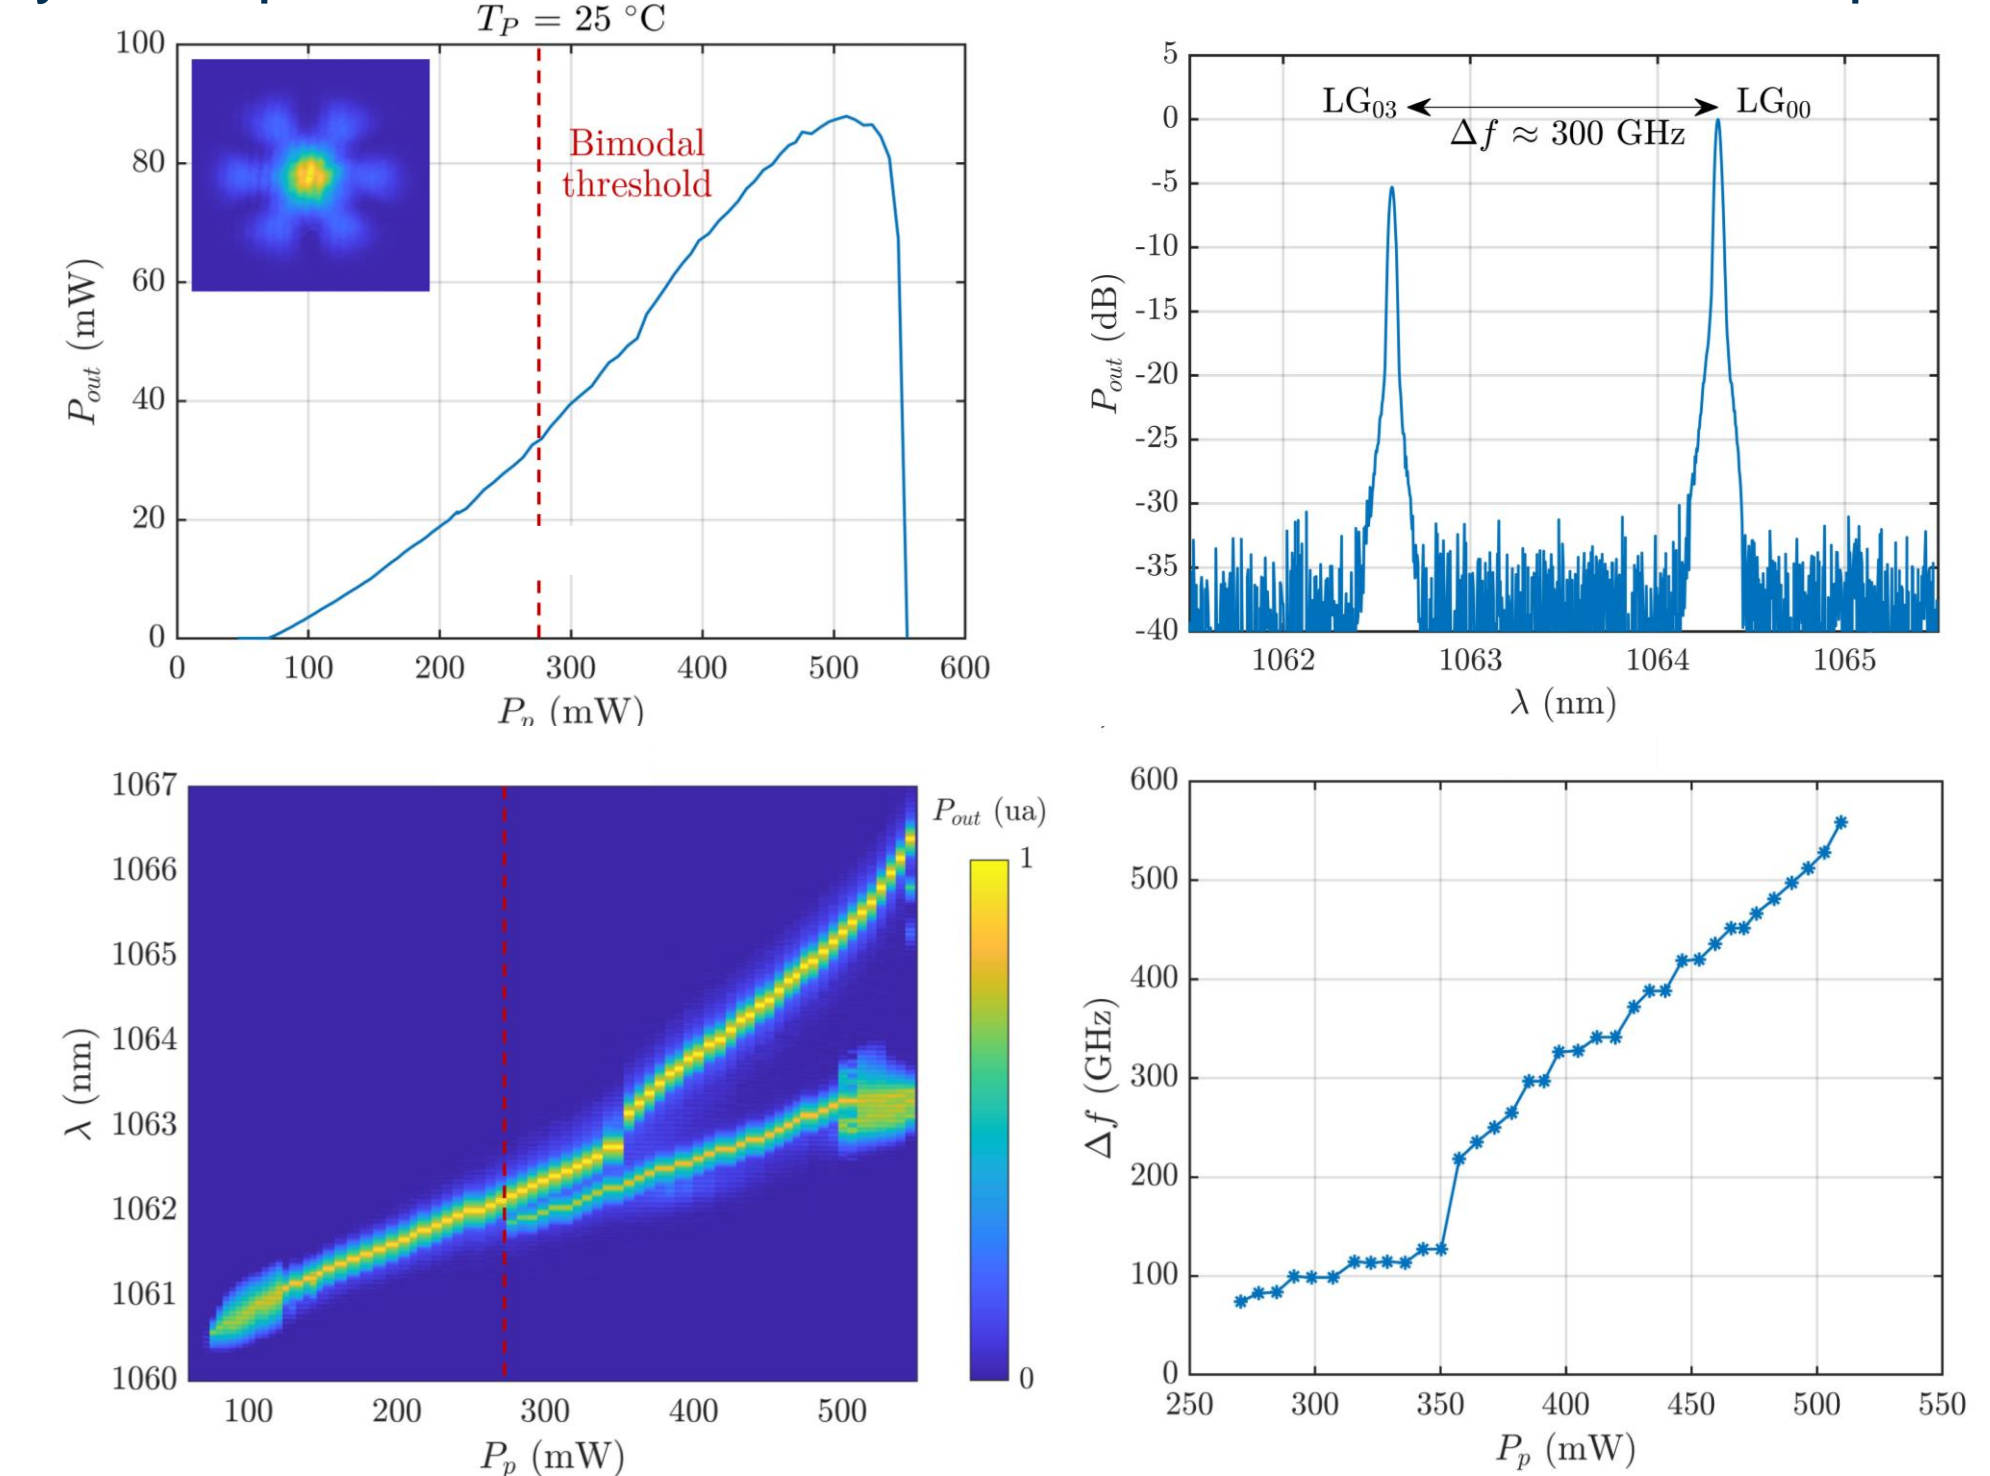 T_P = 25 °C
100
80
60
40
20
0
P_out (mW)
Bimodal
threshold
0 100 200 300 400 500 600
P_p (mW)
5
0
-5
-10
-15
-20
-25
-30
-35
-40
P_out (dB)
LG_03
LG_00
Δf ≈ 300 GHz
1062 1063 1064 1065
λ (nm)
1067
1066
1065
1064
1063
1062
1061
1060
λ (nm)
100 200 300 400 500
P_p (mW)
P_out (ua)
1
0
600
500
400
300
200
100
0
Δf (GHz)
250 300 350 400 450 500 550
P_p (mW)